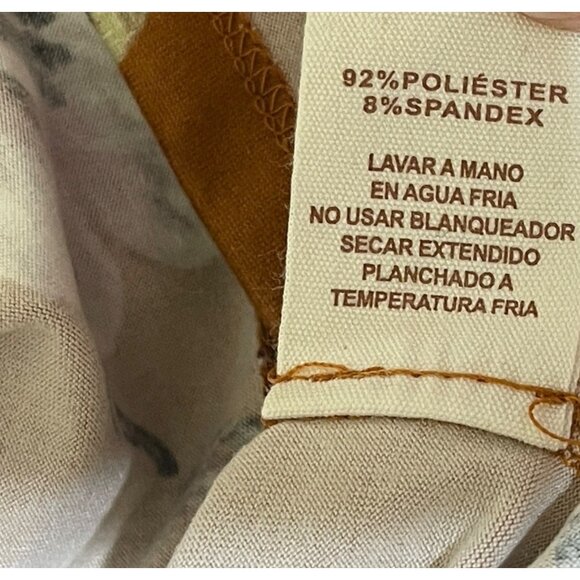 92%POLIÉSTER
8%SPANDEX
LAVAR A MANO
EN AGUA FRIA
NO USAR BLANQUEADOR
SECAR EXTENDIDO
PLANCHADO A
TEMPERATURA FRIA